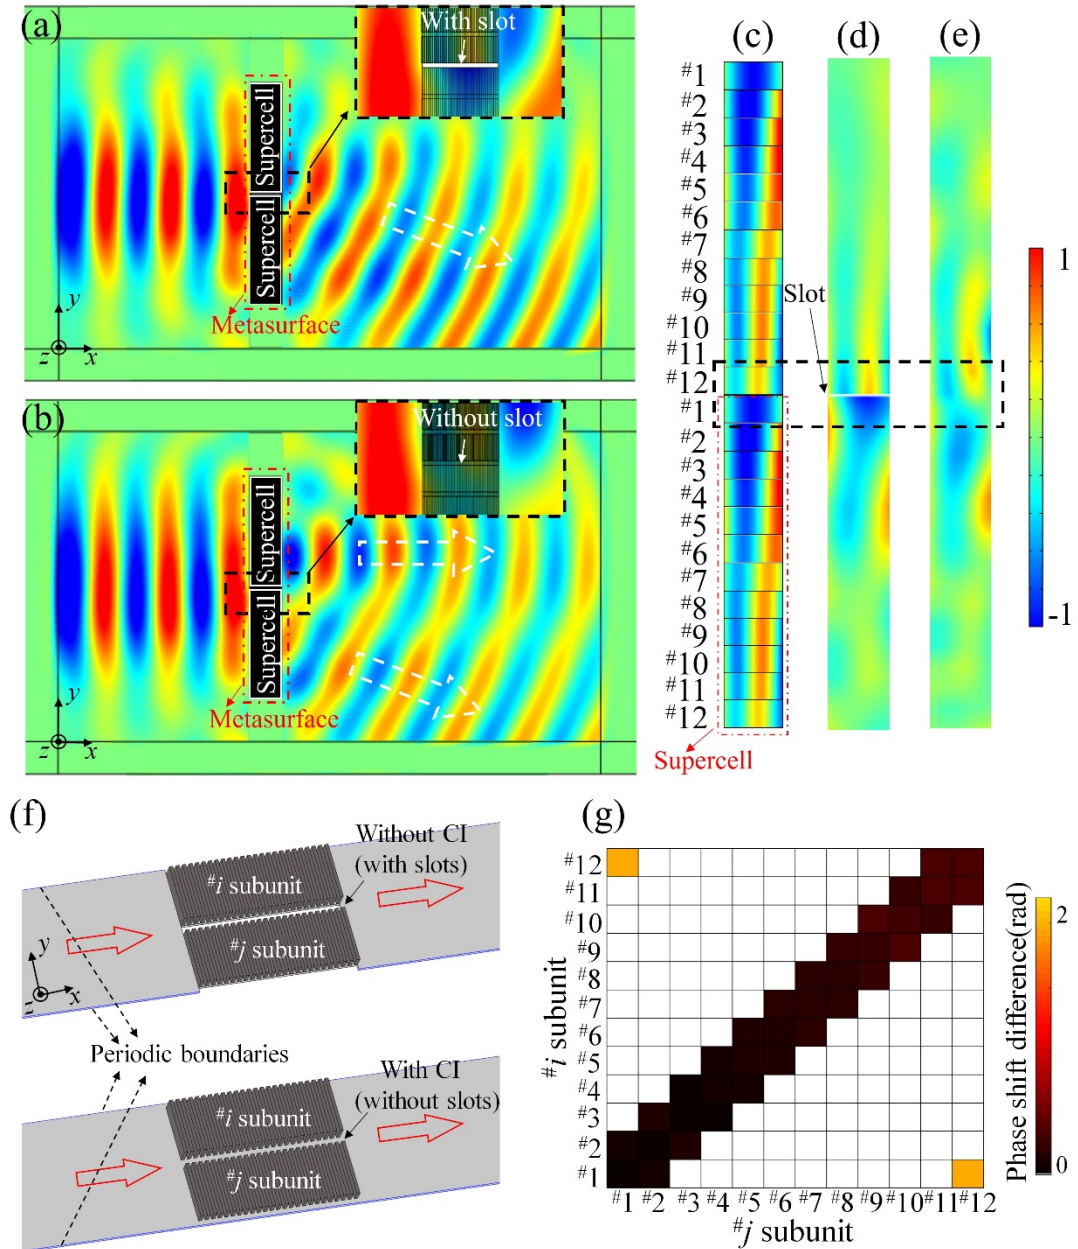 (a)
With slot
Supercell
Supercell
Metasurface
y
z
x
(b)
Without slot
Supercell
Supercell
Metasurface
y
z
x
(c)
(d)
(e)
#1
#2
#3
#4
#5
#6
#7
#8
#9
#10
#11
#12
#1
#2
#3
#4
#5
#6
#7
#8
#9
#10
#11
#12
Slot
Supercell
1
-1
(f)
Without CI
(with slots)
#i subunit
#j subunit
y
z
x
Periodic boundaries
With CI
(without slots)
#i subunit
#j subunit
(g)
#12
#11
#10
#9
#8
#7
#6
#5
#4
#3
#2
#1
#i subunit
#1 #2 #3 #4 #5 #6 #7 #8 #9 #10 #11 #12
#j subunit
2
0
Phase shift difference(rad)